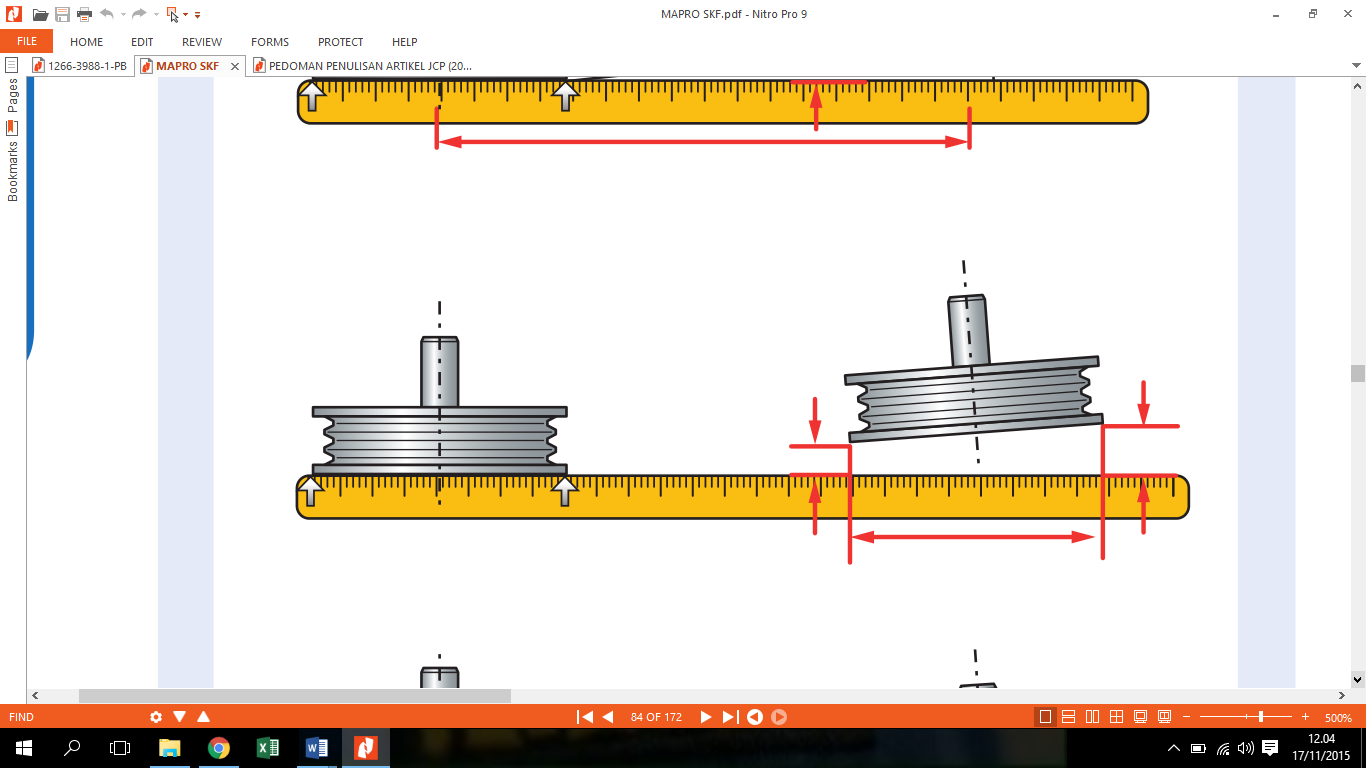 MAPRO SKF.pdf - Nitro Pro 9
FILE HOME EDIT REVIEW FORMS PROTECT HELP
1266-3988-1-PB MAPRO SKF PEDOMAN PENULISAN ARTIKEL JCP (20...
Pages
Bookmarks
FIND 84 OF 172 500%
12.04
17/11/2015